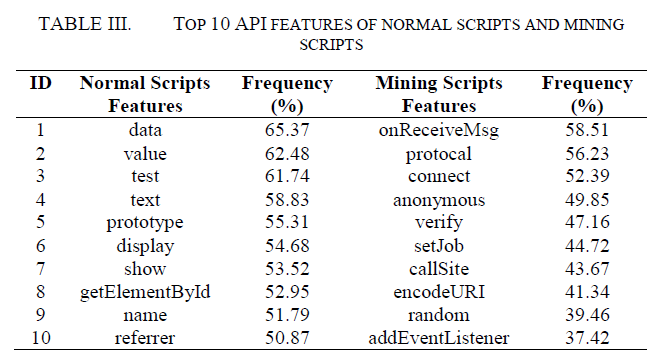 TABLE III. TOP 10 API FEATURES OF NORMAL SCRIPTS AND MINING
SCRIPTS
ID Normal Scripts Frequency Mining Scripts Frequency
Features (%) Features (%)
1 data 65.37 onReceiveMsg 58.51
2 value 62.48 protocal 56.23
3 test 61.74 connect 52.39
4 text 58.83 anonymous 49.85
5 prototype 55.31 verify 47.16
6 display 54.68 setJob 44.72
7 show 53.52 callSite 43.67
8 getElementById 52.95 encodeURI 41.34
9 name 51.79 random 39.46
10 referrer 50.87 addEventListener 37.42